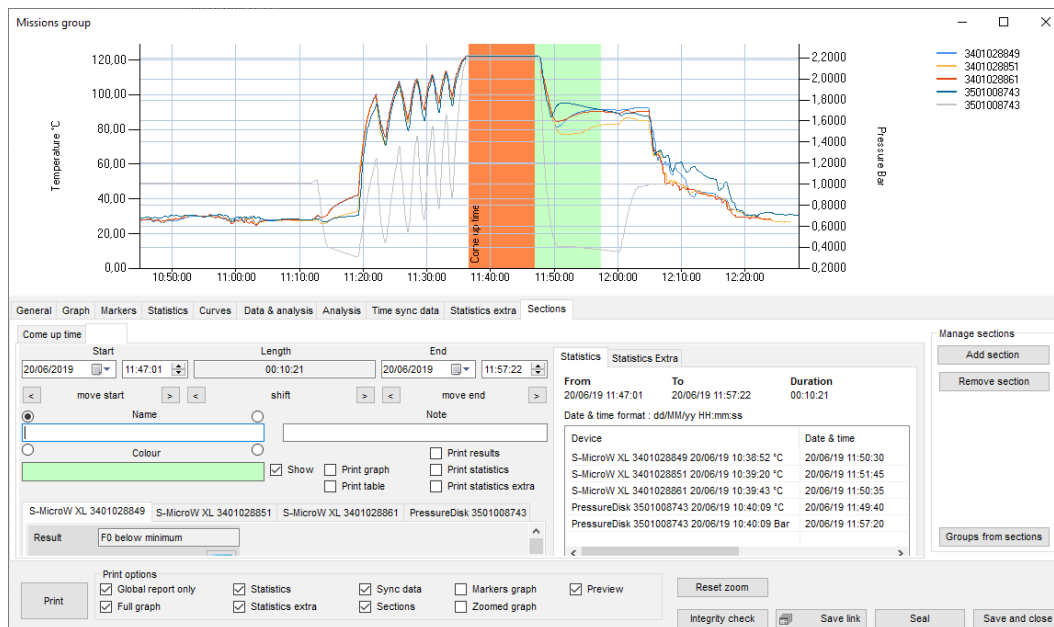 Missions group
120,00
100,00
80,00
60,00
40,00
20,00
0,00
Temperature °C
Come up time
2,2000
2,0000
1,8000
1,6000
1,4000
1,2000
1,0000
0,8000
0,6000
0,4000
0,2000
Pressure Bar
3401028849
3401028851
3401028861
3501008743
3501008743
10:50:00 11:00:00 11:10:00 11:20:00 11:30:00 11:40:00 11:50:00 12:00:00 12:10:00 12:20:00
General Graph Markers Statistics Curves Data & analysis Analysis Time sync data Statistics extra Sections
Come up time
Start Length End
20/06/2019 11:47:01 00:10:21 20/06/2019 11:57:22
< move start > < shift > < move end >
Name Note
Colour
Show
Print graph
Print table
Print results
Print statistics
Print statistics extra
S-MicroW XL 3401028849 S-MicroW XL 3401028851 S-MicroW XL 3401028861 PressureDisk 3501008743
Result F0 below minimum
Statistics Statistics Extra
From To Duration
20/06/2019 11:47:01 20/06/19 11:57:22 00:10:21
Date & time format : dd/MM/yy HH:mm:ss
Device Date & time
S-MicroW XL 3401028849 20/06/19 10:38:52 °C 20/06/19 11:50:30
S-MicroW XL 3401028851 20/06/19 10:39:20 °C 20/06/19 11:51:45
S-MicroW XL 3401028861 20/06/19 10:39:43 °C 20/06/19 11:50:35
PressureDisk 3501008743 20/06/19 10:40:09 °C 20/06/19 11:49:40
PressureDisk 3501008743 20/06/19 10:40:09 Bar 20/06/19 11:57:20
Manage sections
Add section
Remove section
Groups from sections
Print
Print options
Global report only Statistics Sync data Markers graph Preview
Full graph Statistics extra Sections Zoomed graph
Reset zoom
Integrity check Save link Seal Save and close